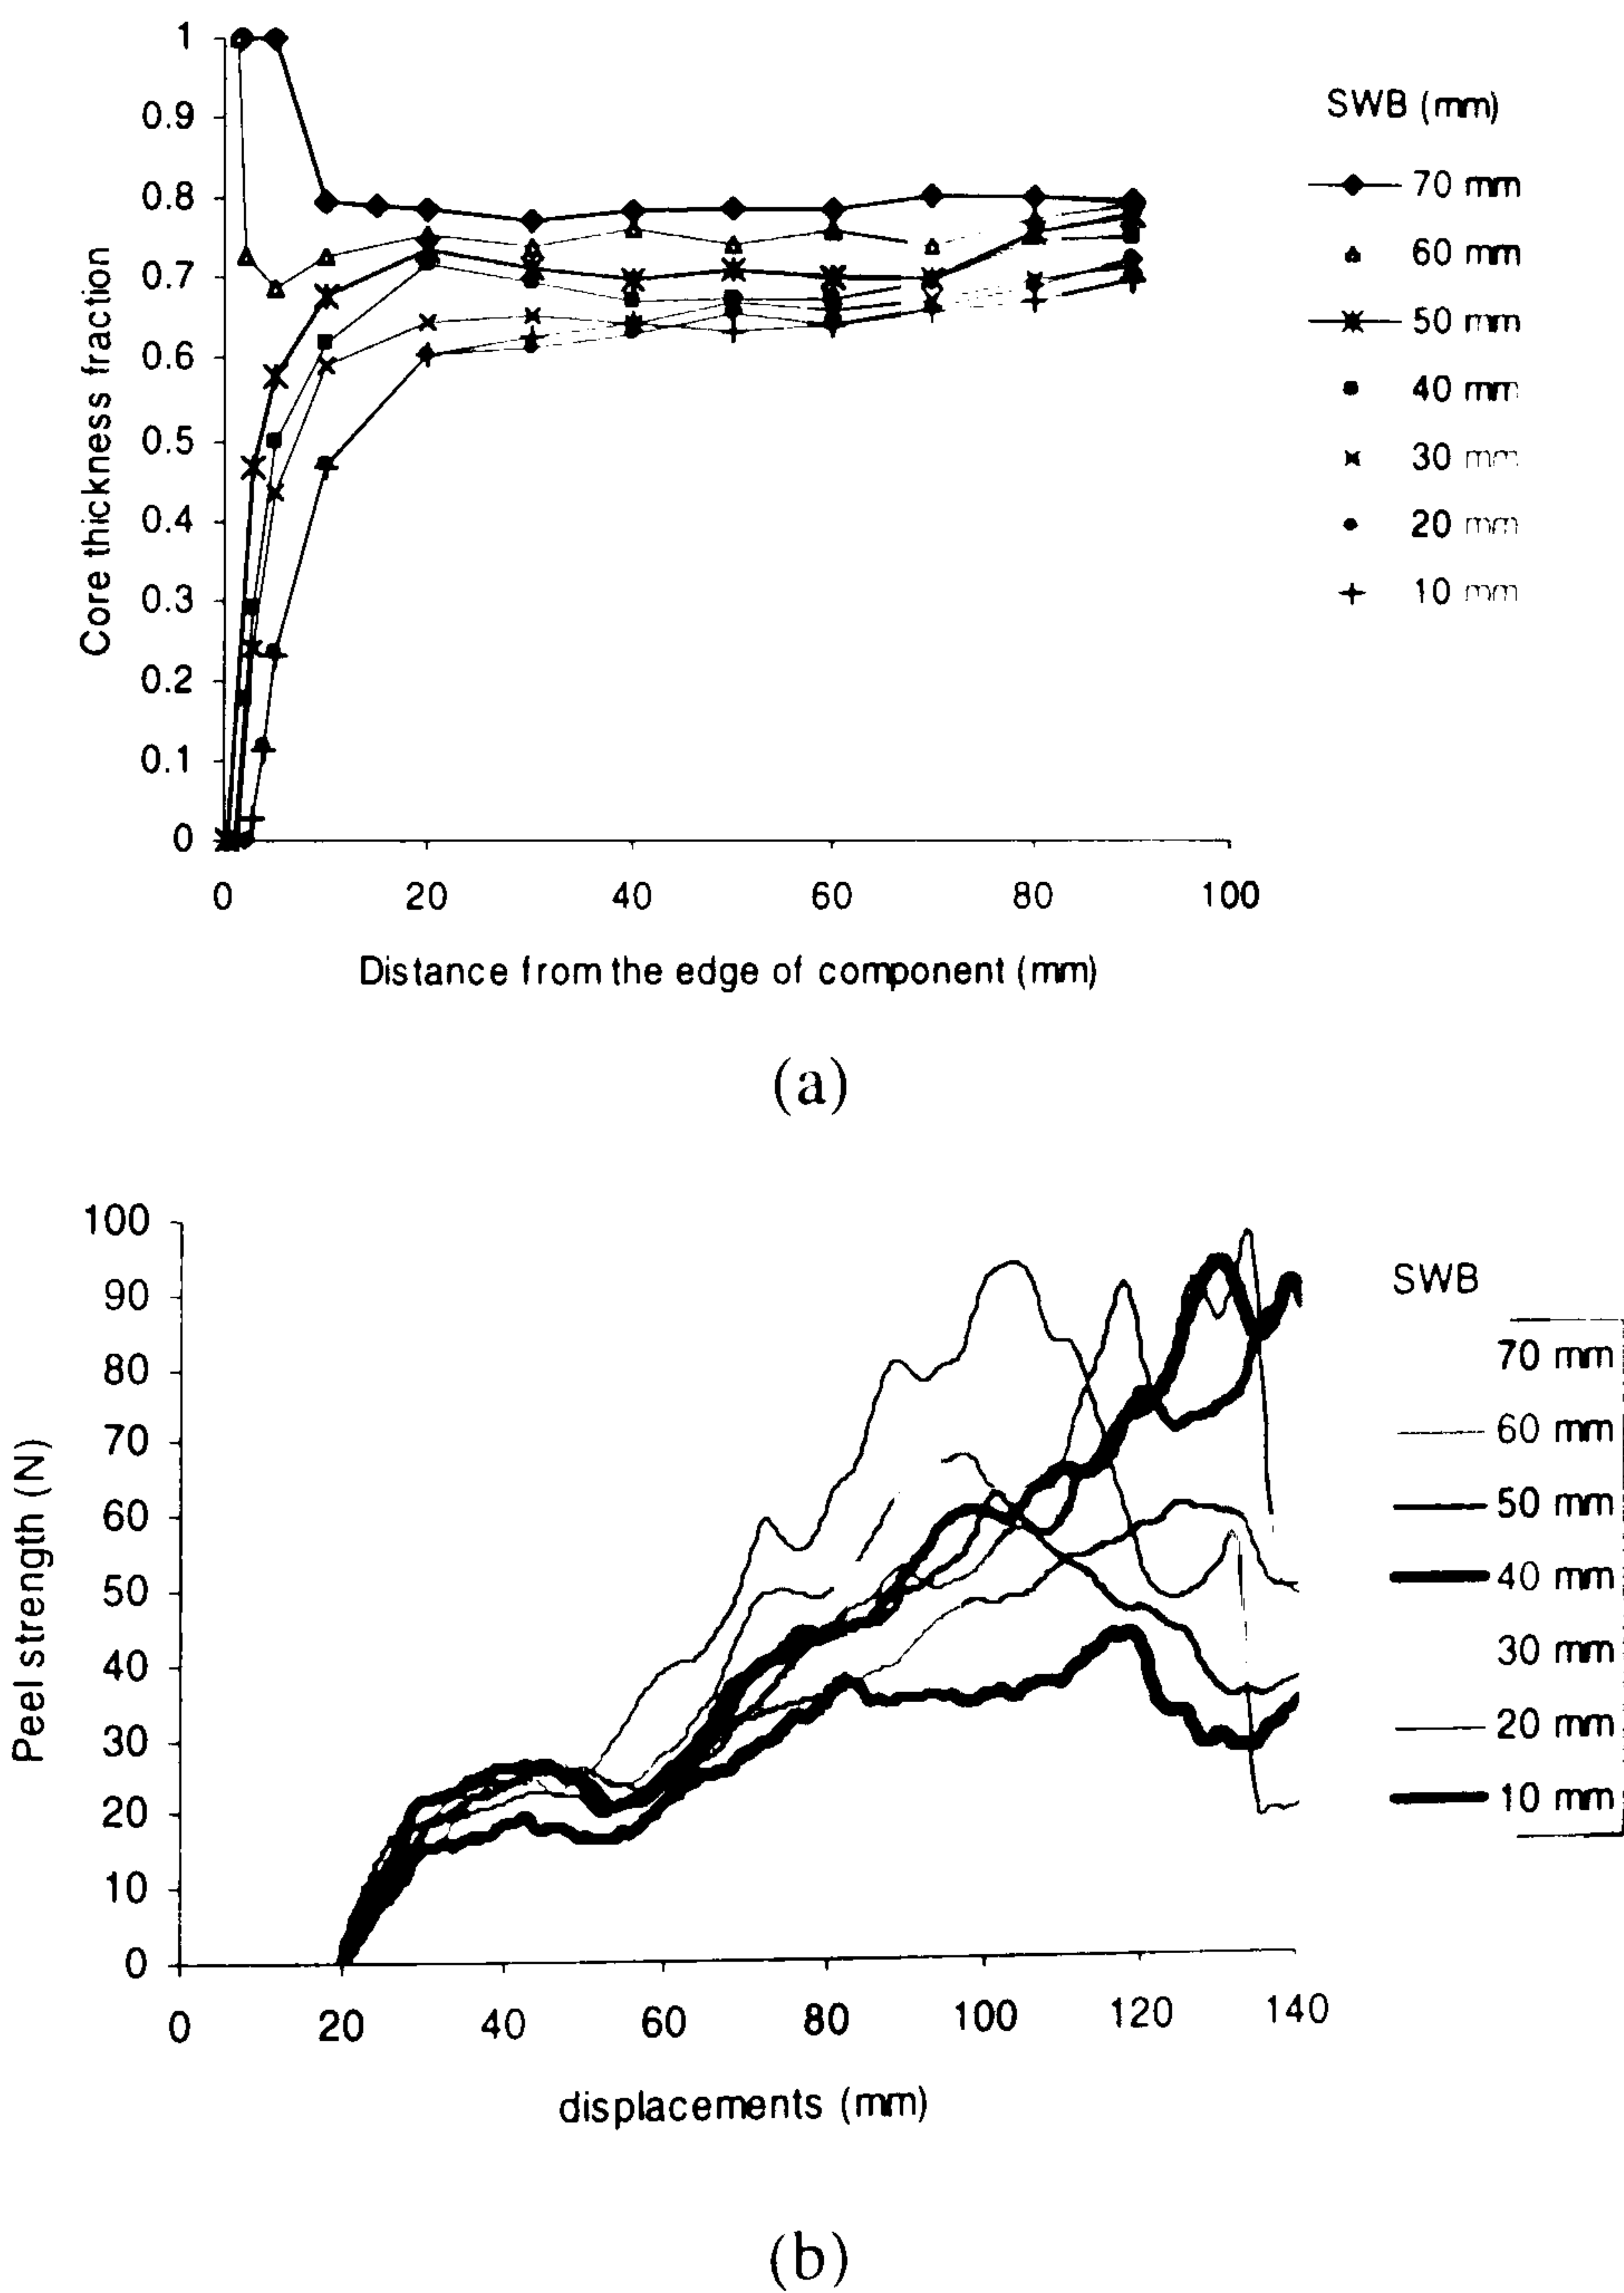 1
0.9
0.8
0.7
0.6
0.5
0.4
0.3
0.2
0.1
0
Core thickness fraction
0 20 40 60 80 100
Distance from the edge of component (mm)
SWB (mm)
70 mm
60 mm
50 mm
40 mm
30 mm
20 mm
10 mm
(a)
100
90
80
70
60
50
40
30
20
10
0
Peel strength (N)
0 20 40 60 80 100 120 140
displacements (mm)
SWB
70 mm
60 mm
50 mm
40 mm
30 mm
20 mm
10 mm
(b)